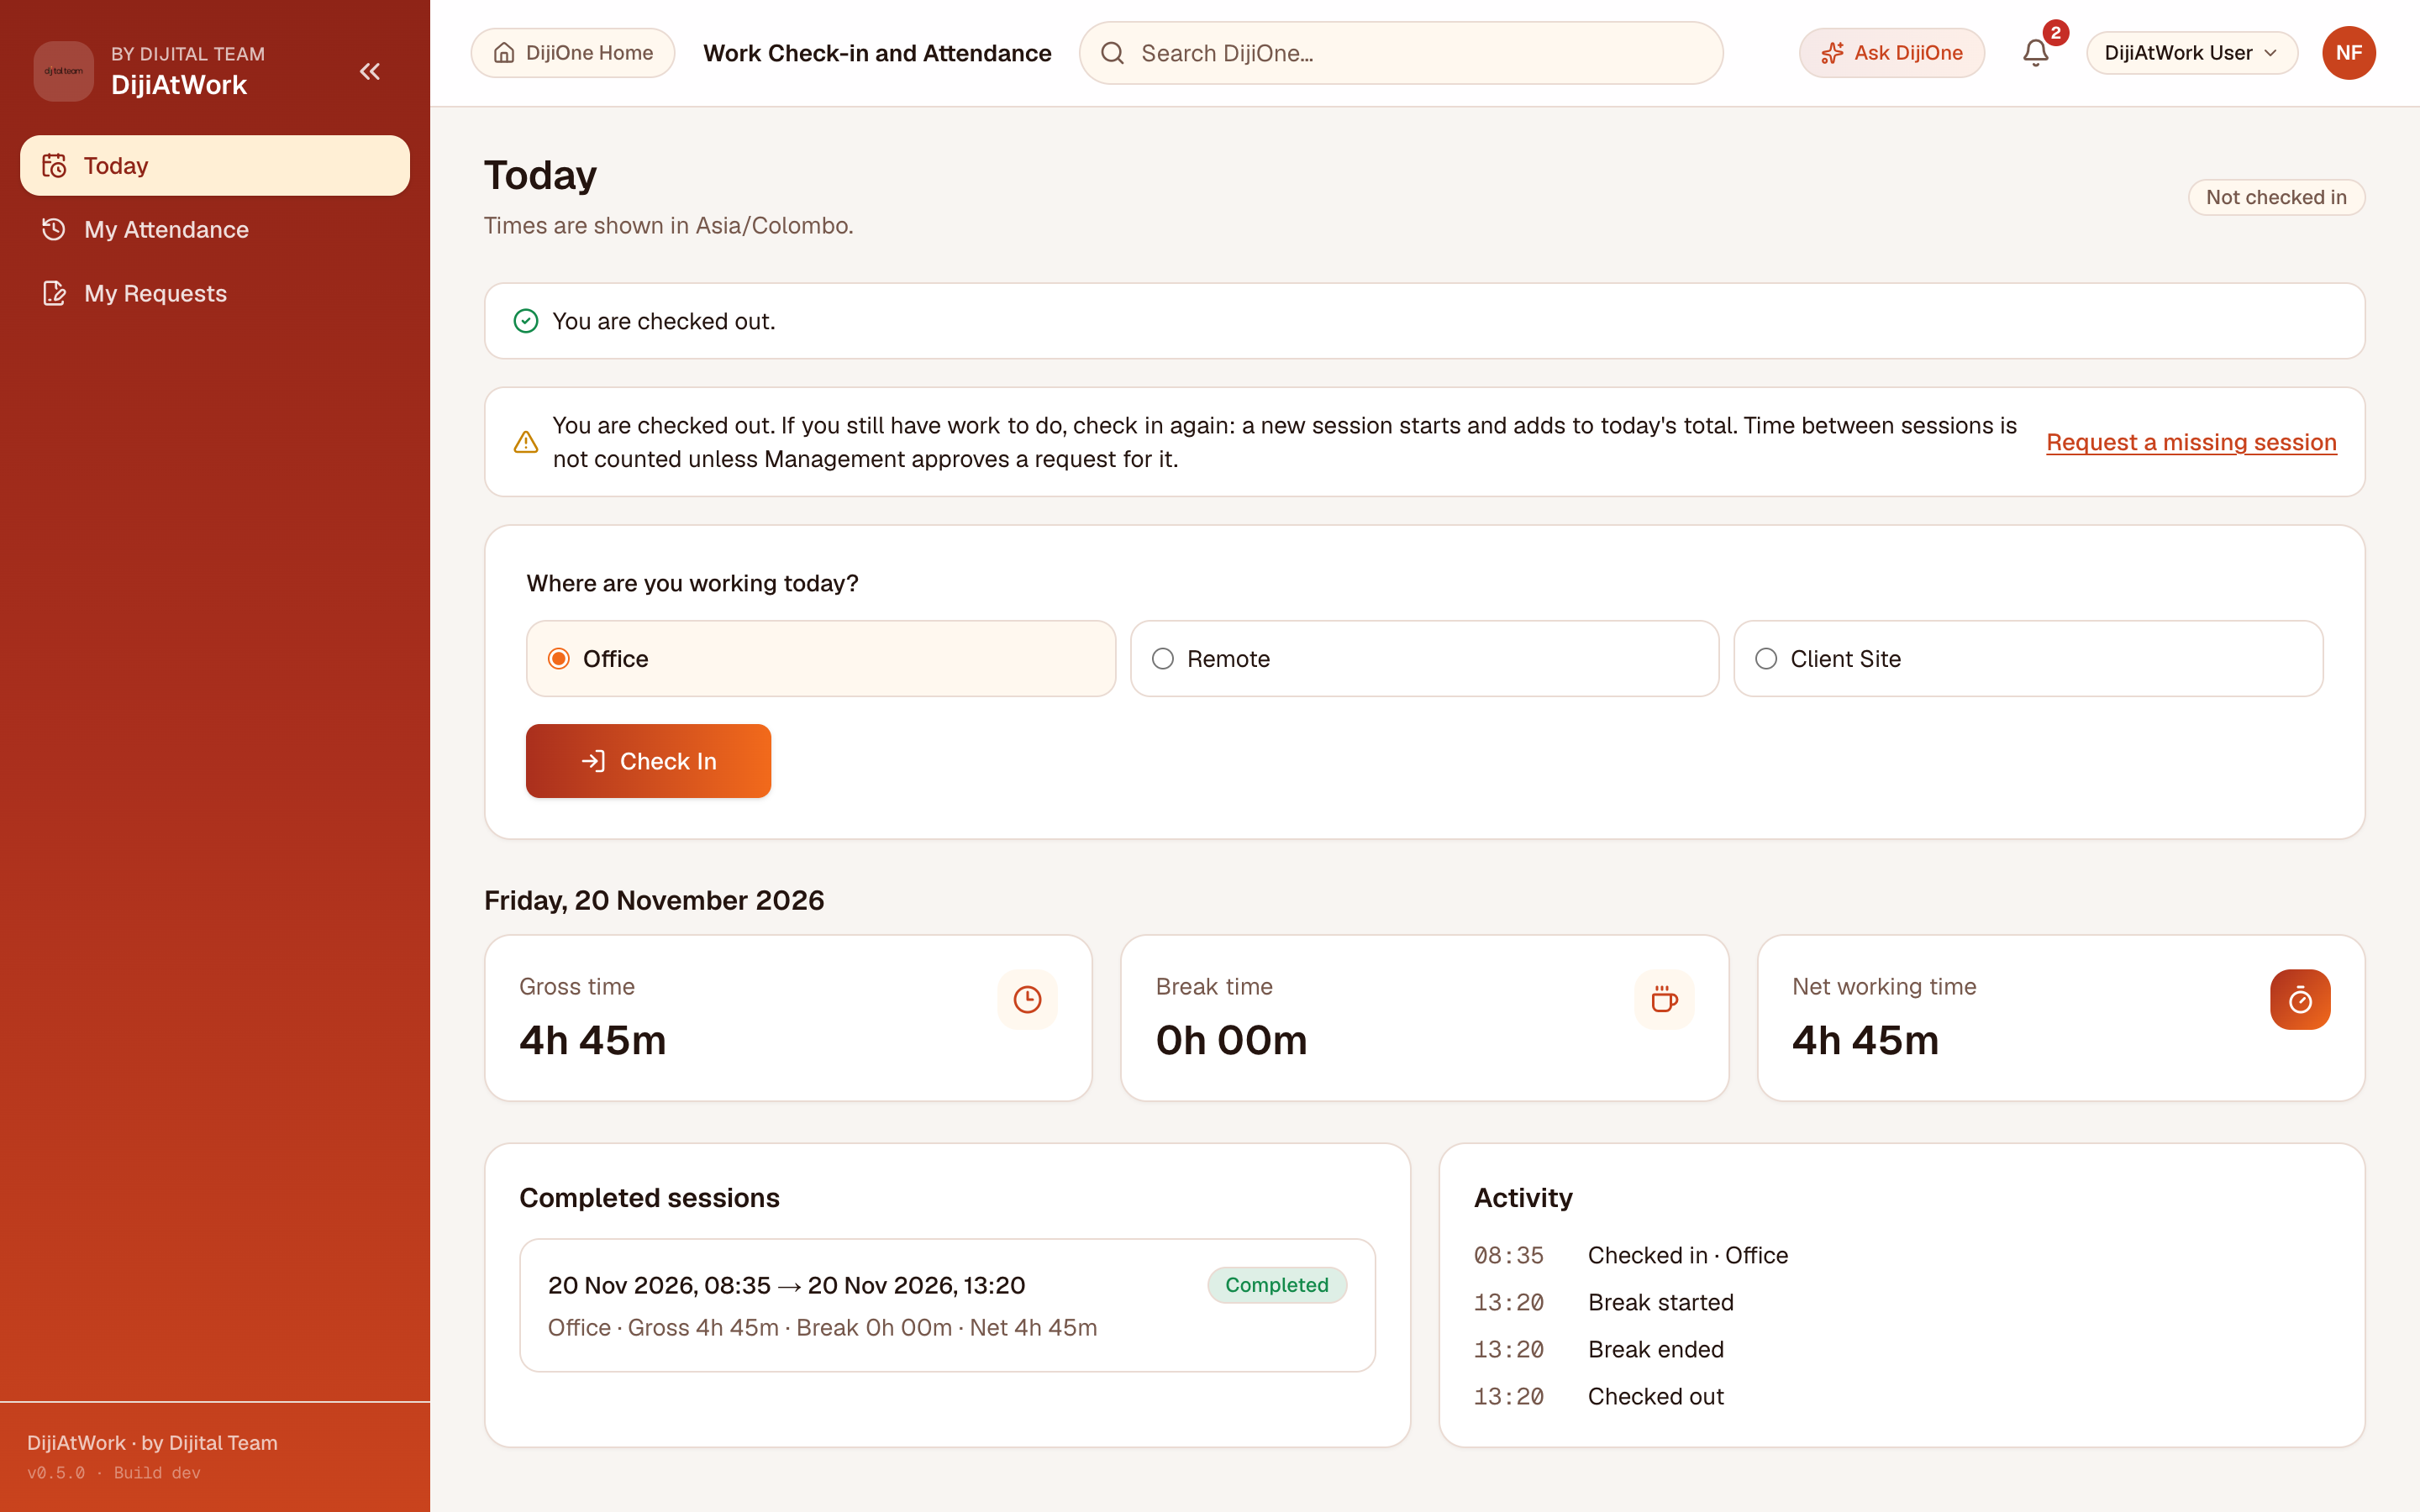 dijital team
BY DIJITAL TEAM
DijiAtWork
Today
My Attendance
My Requests
DijiAtWork · by Dijital Team
v0.5.0 · Build dev
DijiOne Home
Work Check-in and Attendance
Search DijiOne...
Ask DijiOne
2
DijiAtWork User
NF
Today
Times are shown in Asia/Colombo.
Not checked in
You are checked out.
You are checked out. If you still have work to do, check in again: a new session starts and adds to today's total. Time between sessions is
not counted unless Management approves a request for it.
Request a missing session
Where are you working today?
Office
Remote
Client Site
Check In
Friday, 20 November 2026
Gross time
4h 45m
Break time
0h 00m
Net working time
4h 45m
Completed sessions
20 Nov 2026, 08:35 → 20 Nov 2026, 13:20
Completed
Office · Gross 4h 45m · Break 0h 00m · Net 4h 45m
Activity
08:35 Checked in · Office
13:20 Break started
13:20 Break ended
13:20 Checked out